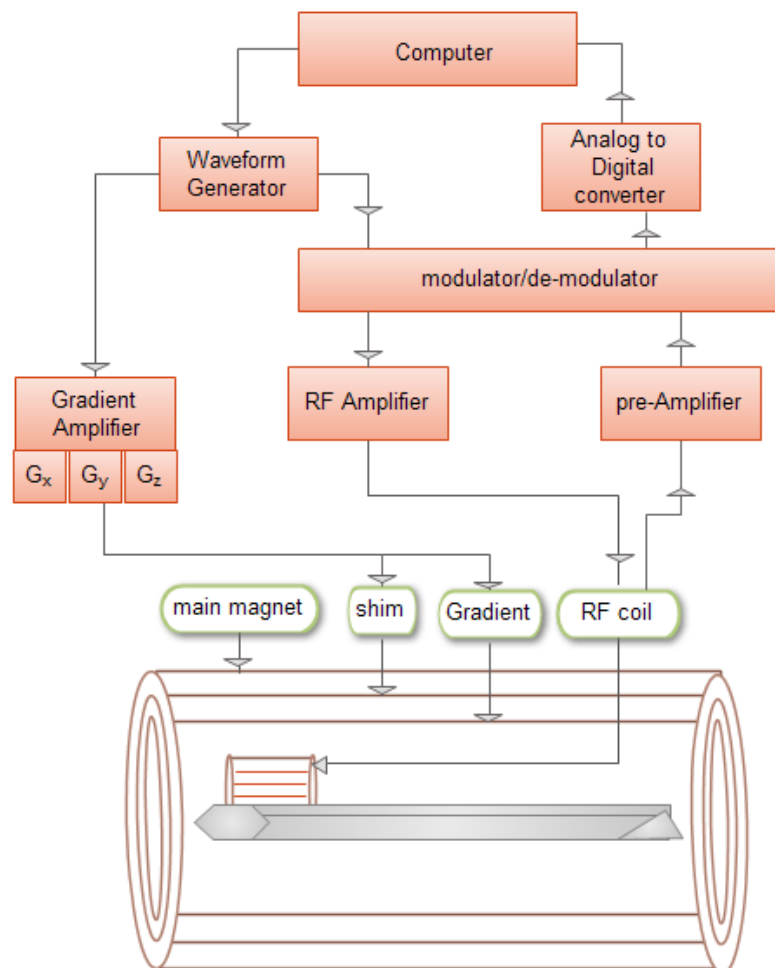 Computer
Waveform
Generator
Analog to
Digital
converter
modulator/de-modulator
Gradient
Amplifier
Gx
Gy
Gz
RF Amplifier
pre-Amplifier
main magnet
shim
Gradient
RF coil